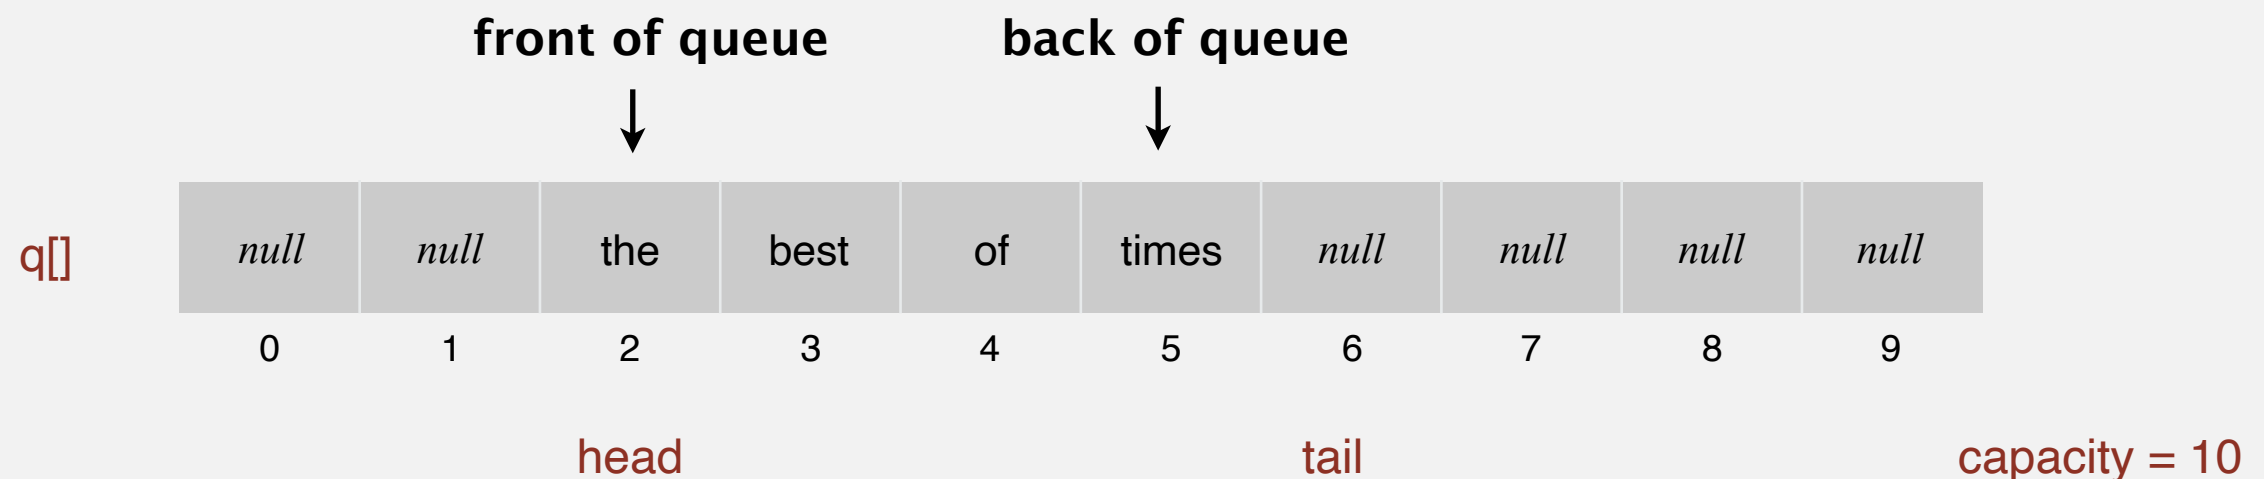 front of queue back of queue
q[] null null the best of times null null null null
0 1 2 3 4 5 6 7 8 9
head tail capacity = 10